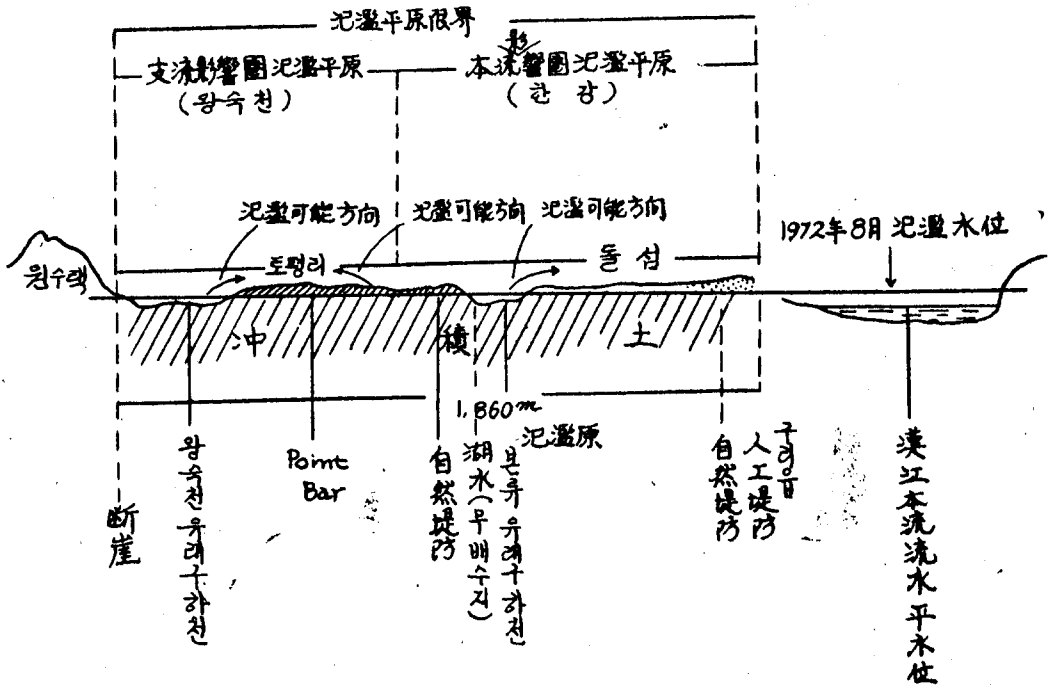 氾濫平原限界
支流影響圈氾濫平原
(왕숙천)
本流影響圈氾濫平原
(한강)
氾濫可能方向
氾濫可能方向
氾濫可能方向
1972年8月 氾濫水位
원수택
토평리
돌섬
冲 積 土
1,860m
氾濫原
断崖
왕숙천유래구하천
Point
Bar
自然堤防
湖水(무배수지)
본류유래구하천
自然堤防
人工堤防
구리읍
漢江本流流水平水位